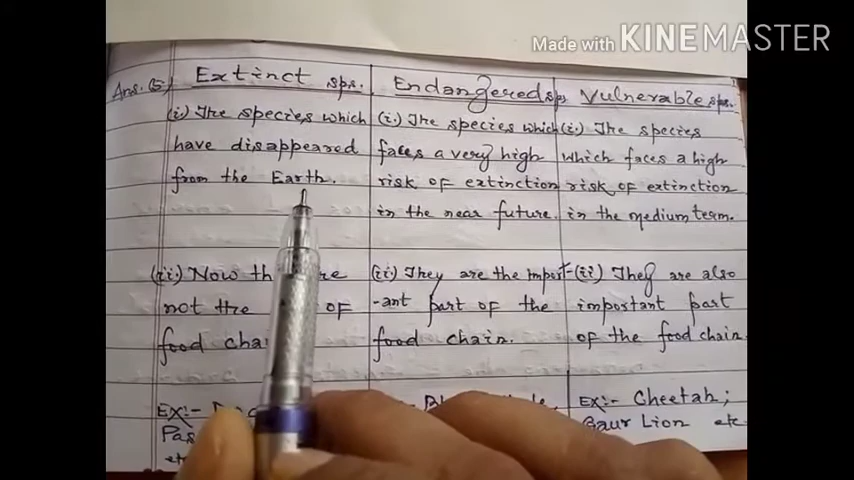 Made with KINEMASTER
Ans.(5)
Extinct sps.
(i) The species which
have disappeared
from the Earth.
(ii) Now th re
not the of
food cha
Ex:-
Pas
etc
Endangered sps
(i.) The species which
faces a very high
risk of extinction
in the near future.
(ii) They are the import-
-ant part of the
food chain.
Vulnerable sps.
(i.) The species
which faces a high
risk of extinction
in the medium term.
(ii) They are also
important part
of the food chain.
Ex:- Cheetah;
Gaur Lion etc